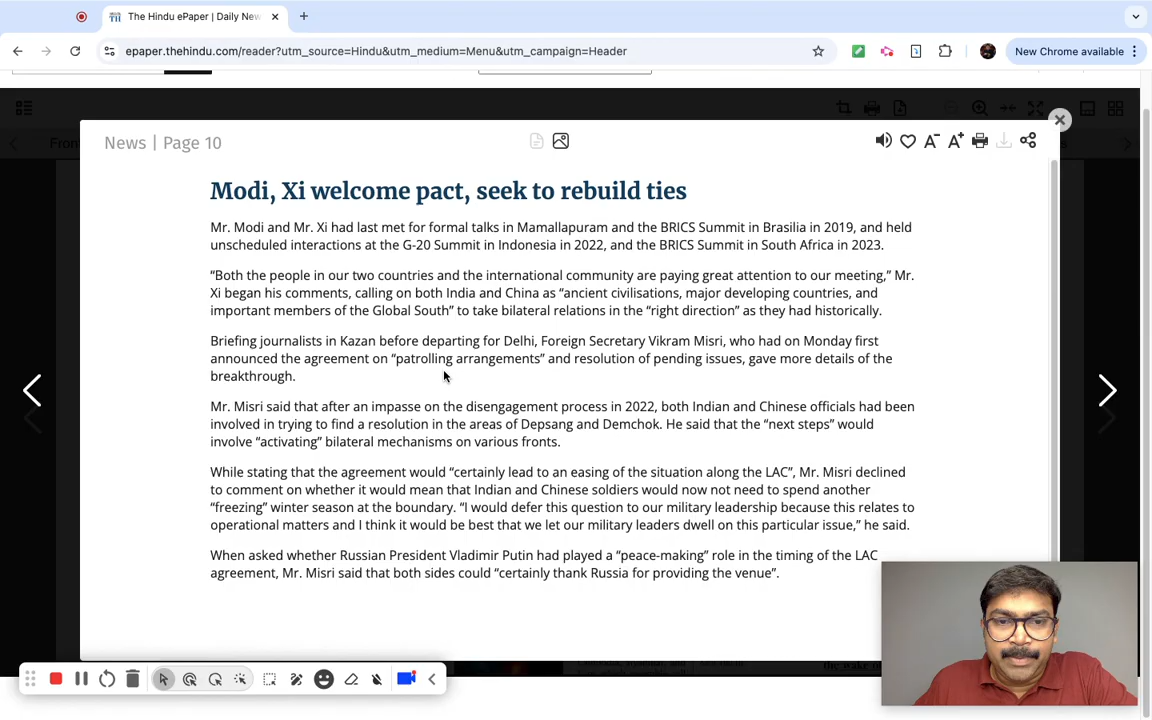 The Hindu ePaper | Daily New
epaper.thehindu.com/reader?utm_source=Hindu&utm_medium=Menu&utm_campaign=Header
New Chrome available
News | Page 10
A-
A+
Modi, Xi welcome pact, seek to rebuild ties
Mr. Modi and Mr. Xi had last met for formal talks in Mamallapuram and the BRICS Summit in Brasilia in 2019, and held
unscheduled interactions at the G-20 Summit in Indonesia in 2022, and the BRICS Summit in South Africa in 2023.
“Both the people in our two countries and the international community are paying great attention to our meeting,” Mr.
Xi began his comments, calling on both India and China as “ancient civilisations, major developing countries, and
important members of the Global South” to take bilateral relations in the “right direction” as they had historically.
Briefing journalists in Kazan before departing for Delhi, Foreign Secretary Vikram Misri, who had on Monday first
announced the agreement on “patrolling arrangements” and resolution of pending issues, gave more details of the
breakthrough.
Mr. Misri said that after an impasse on the disengagement process in 2022, both Indian and Chinese officials had been
involved in trying to find a resolution in the areas of Depsang and Demchok. He said that the “next steps” would
involve “activating” bilateral mechanisms on various fronts.
While stating that the agreement would “certainly lead to an easing of the situation along the LAC”, Mr. Misri declined
to comment on whether it would mean that Indian and Chinese soldiers would now not need to spend another
“freezing” winter season at the boundary. “I would defer this question to our military leadership because this relates to
operational matters and I think it would be best that we let our military leaders dwell on this particular issue,” he said.
When asked whether Russian President Vladimir Putin had played a “peace-making” role in the timing of the LAC
agreement, Mr. Misri said that both sides could “certainly thank Russia for providing the venue”.